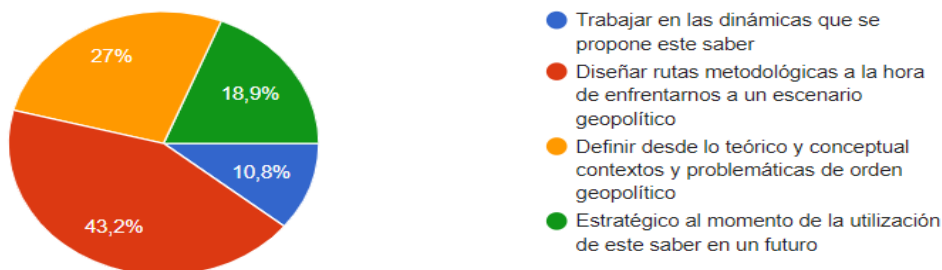 27%
18,9%
10,8%
43,2%
Trabajar en las dinámicas que se
propone este saber
Diseñar rutas metodológicas a la hora
de enfrentarnos a un escenario
geopolítico
Definir desde lo teórico y conceptual
contextos y problemáticas de orden
geopolítico
Estratégico al momento de la utilización
de este saber en un futuro